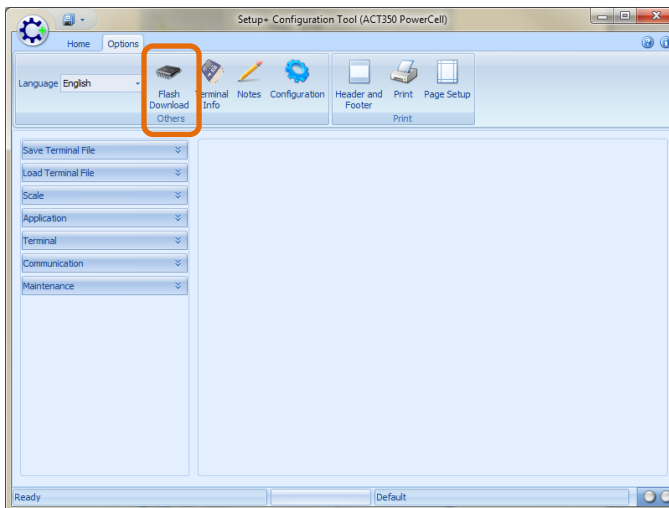 Setup+ Configuration Tool (ACT350 PowerCell)
Home Options
Language English
Flash Download
Terminal Info
Notes
Configuration
Header and Footer
Print
Page Setup
Others
Print
Save Terminal File
Load Terminal File
Scale
Application
Terminal
Communication
Maintenance
Ready
Default